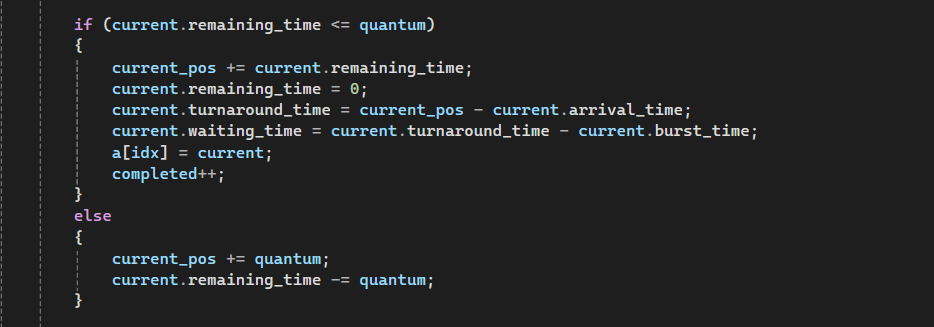 if (current.remaining_time <= quantum)
{
current_pos += current.remaining_time;
current.remaining_time = 0;
current.turnaround_time = current_pos - current.arrival_time;
current.waiting_time = current.turnaround_time - current.burst_time;
a[idx] = current;
completed++;
}
else
{
current_pos += quantum;
current.remaining_time -= quantum;
}